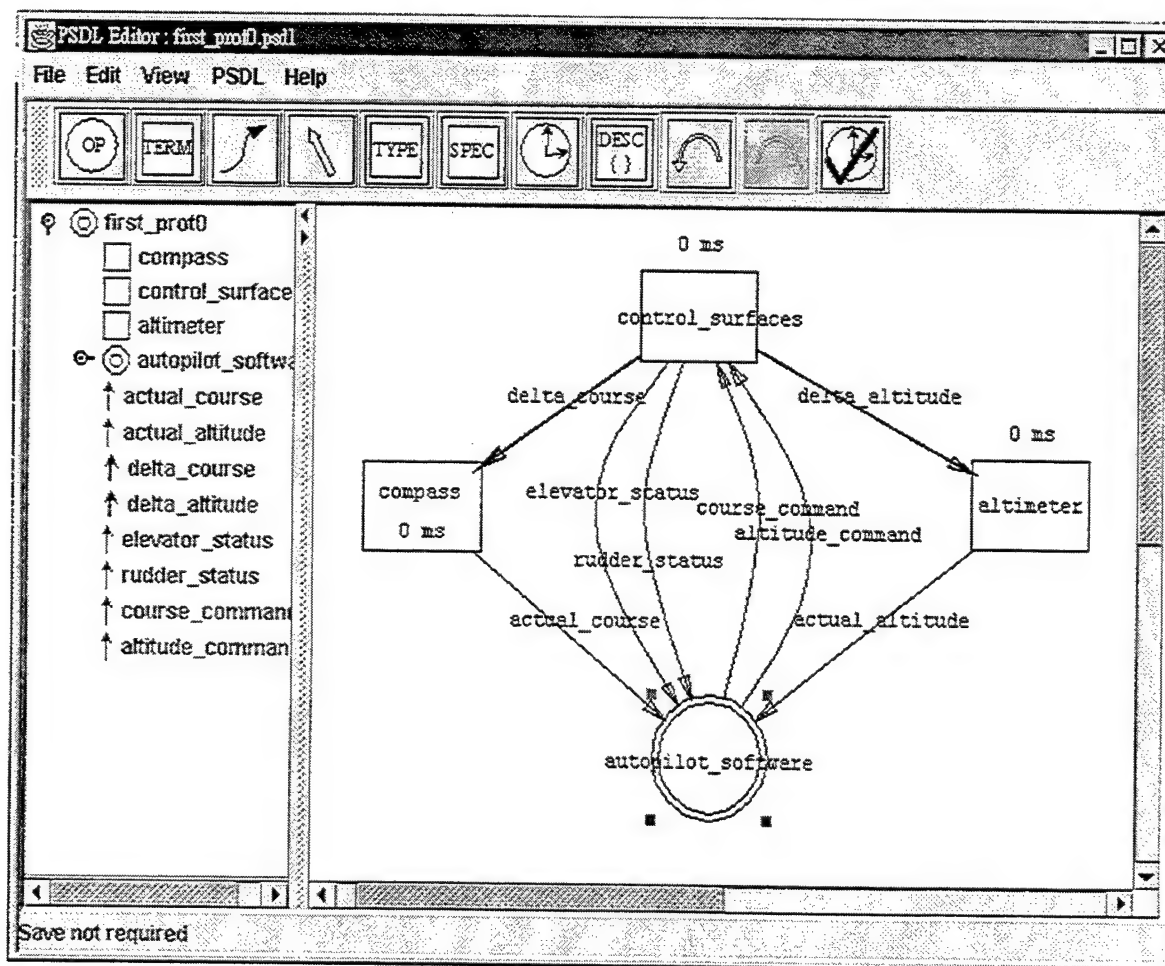 PSDL Editor : first_prot0.psdl
File Edit View PSDL Help
OP TERM TYPE SPEC DESC { }
first_prot0
compass
control_surface
altimeter
autopilot_softwa
actual_course
actual_altitude
delta_course
delta_altitude
elevator_status
rudder_status
course_comman
altitude_comman
0 ms
control_surfaces
delta_course
delta_altitude
0 ms
compass
0 ms
elevator_status
course_command
altitude_command
altimeter
rudder_status
actual_course
actual_altitude
autopilot_software
Save not required